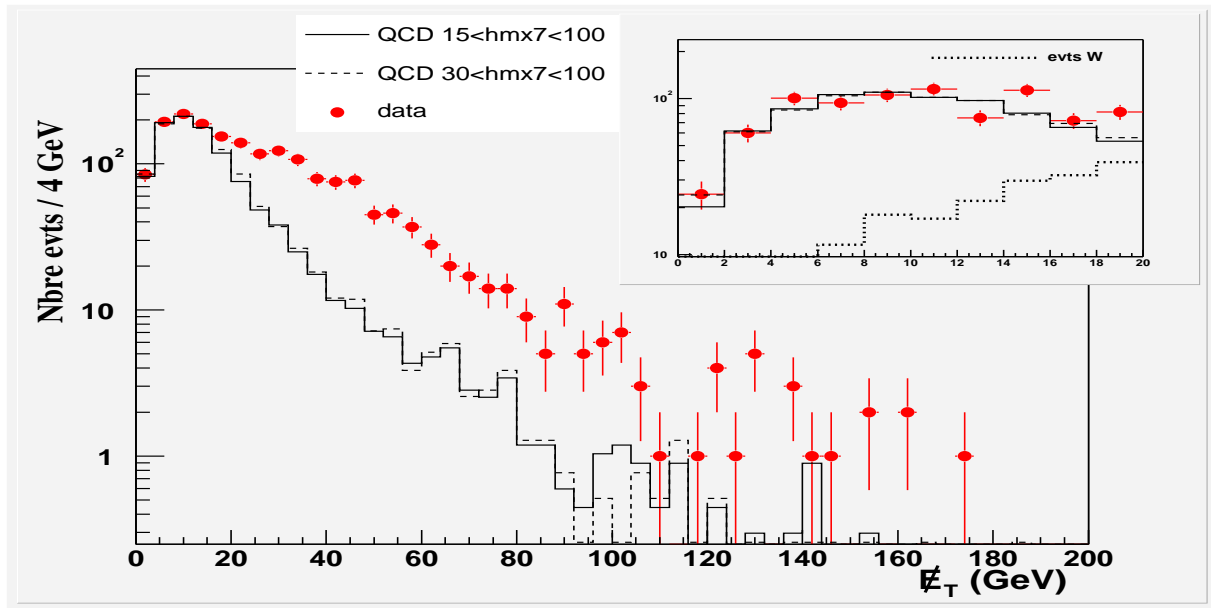 QCD 15<hmx7<100
QCD 30<hmx7<100
data
Nbre evts / 4 GeV
10²
10
1
0 20 40 60 80 100 120 140 160 180 200
E̸_T (GeV)
evts W
10²
10
0 2 4 6 8 10 12 14 16 18 20